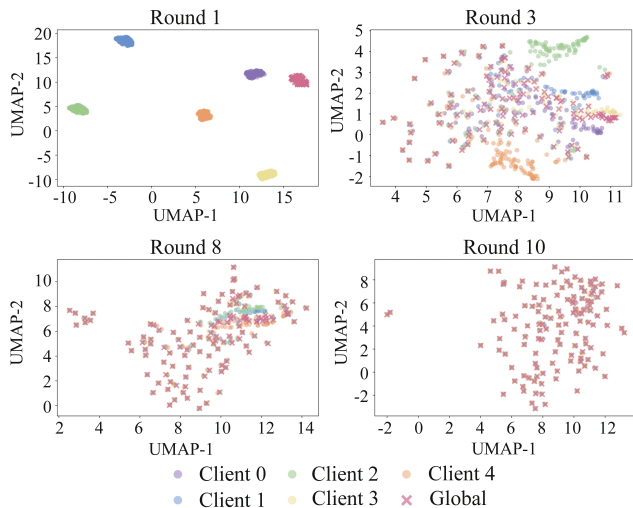 Round 1
Round 3
20
15
10
5
0
-5
-10
UMAP-2
-10 -5 0 5 10 15
UMAP-1
5
4
3
2
1
0
-1
-2
UMAP-2
4 5 6 7 8 9 10 11
UMAP-1
Round 8
Round 10
10
8
6
4
2
0
UMAP-2
2 4 6 8 10 12 14
UMAP-1
8
6
4
2
0
-2
UMAP-2
-2 0 2 4 6 8 10 12
UMAP-1
Client 0 Client 2 Client 4
Client 1 Client 3 Global